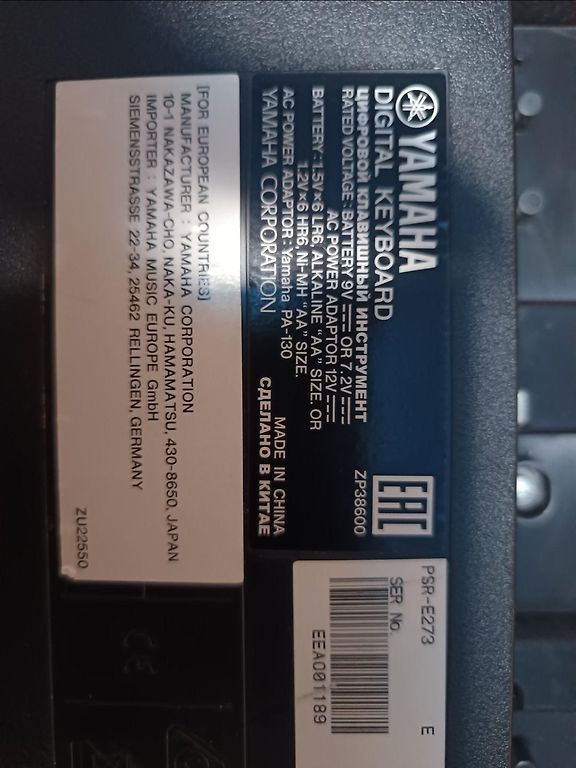 YAMAHA
DIGITAL KEYBOARD
ЦИФРОВОЙ КЛАВИШНЫЙ ИНСТРУМЕНТ
RATED VOLTAGE : BATTERY 9V OR 7.2V
AC POWER ADAPTOR 12V
BATTERY : 1.5V×6 LR6, ALKALINE "AA" SIZE. OR
1.2V×6 HR6, Ni-MH "AA" SIZE.
AC POWER ADAPTOR : Yamaha PA-130
YAMAHA CORPORATION
EAC
ZP38600
MADE IN CHINA
СДЕЛАНО В КИТАЕ
[FOR EUROPEAN COUNTRIES]
MANUFACTURER : YAMAHA CORPORATION
10-1 NAKAZAWA-CHO, NAKA-KU, HAMAMATSU, 430-8650, JAPAN
IMPORTER : YAMAHA MUSIC EUROPE GmbH
SIEMENSSTRASSE 22-34, 25462 RELLINGEN, GERMANY
ZU22550
PSR-E273 E
SER No.
EEAO01189
CE